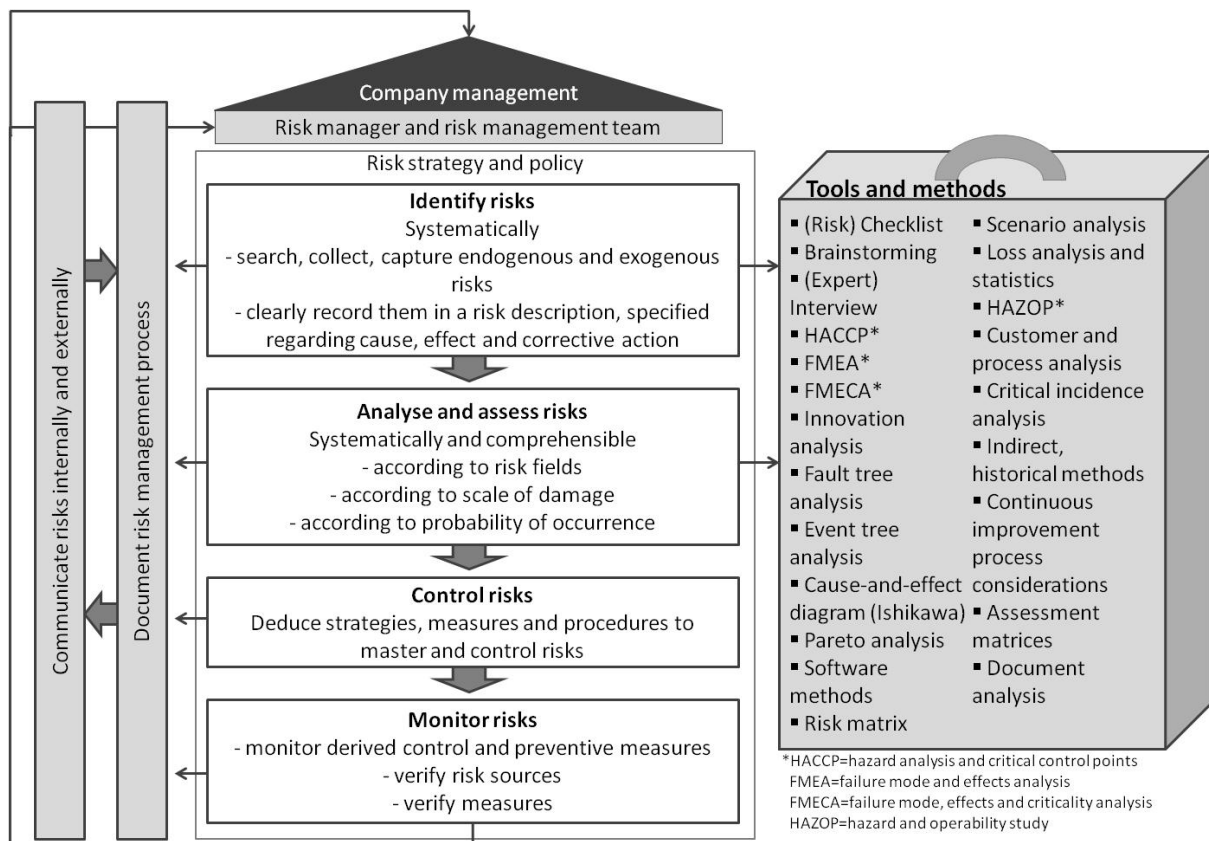 Company management
Risk manager and risk management team
Communicate risks internally and externally
Document risk management process
Risk strategy and policy
Identify risks
Systematically
- search, collect, capture endogenous and exogenous
risks
- clearly record them in a risk description, specified
regarding cause, effect and corrective action
Analyse and assess risks
Systematically and comprehensible
- according to risk fields
- according to scale of damage
- according to probability of occurrence
Control risks
Deduce strategies, measures and procedures to
master and control risks
Monitor risks
- monitor derived control and preventive measures
- verify risk sources
- verify measures
Tools and methods
▪ (Risk) Checklist
▪ Brainstorming
▪ (Expert)
Interview
▪ HACCP*
▪ FMEA*
▪ FMECA*
▪ Innovation
analysis
▪ Fault tree
analysis
▪ Event tree
analysis
▪ Cause-and-effect
diagram (Ishikawa)
▪ Pareto analysis
▪ Software
methods
▪ Risk matrix
▪ Scenario analysis
▪ Loss analysis and
statistics
▪ HAZOP*
▪ Customer and
process analysis
▪ Critical incidence
analysis
▪ Indirect,
historical methods
▪ Continuous
improvement
process
considerations
▪ Assessment
matrices
▪ Document
analysis
*HACCP=hazard analysis and critical control points
FMEA=failure mode and effects analysis
FMECA=failure mode, effects and criticality analysis
HAZOP=hazard and operability study